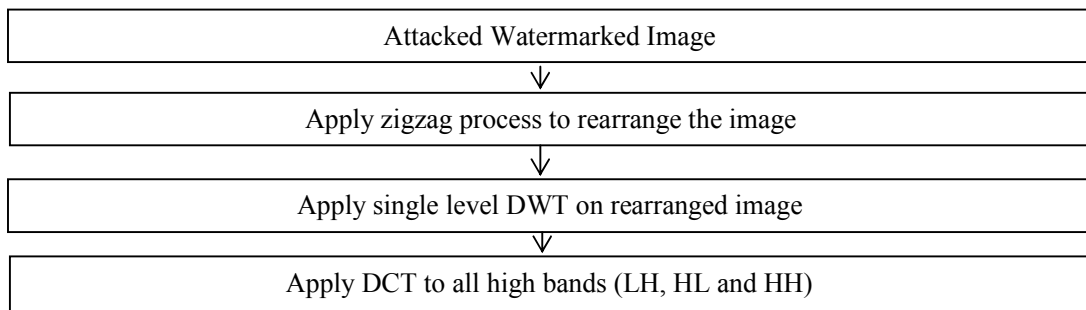 Attacked Watermarked Image
Apply zigzag process to rearrange the image
Apply single level DWT on rearranged image
Apply DCT to all high bands (LH, HL and HH)